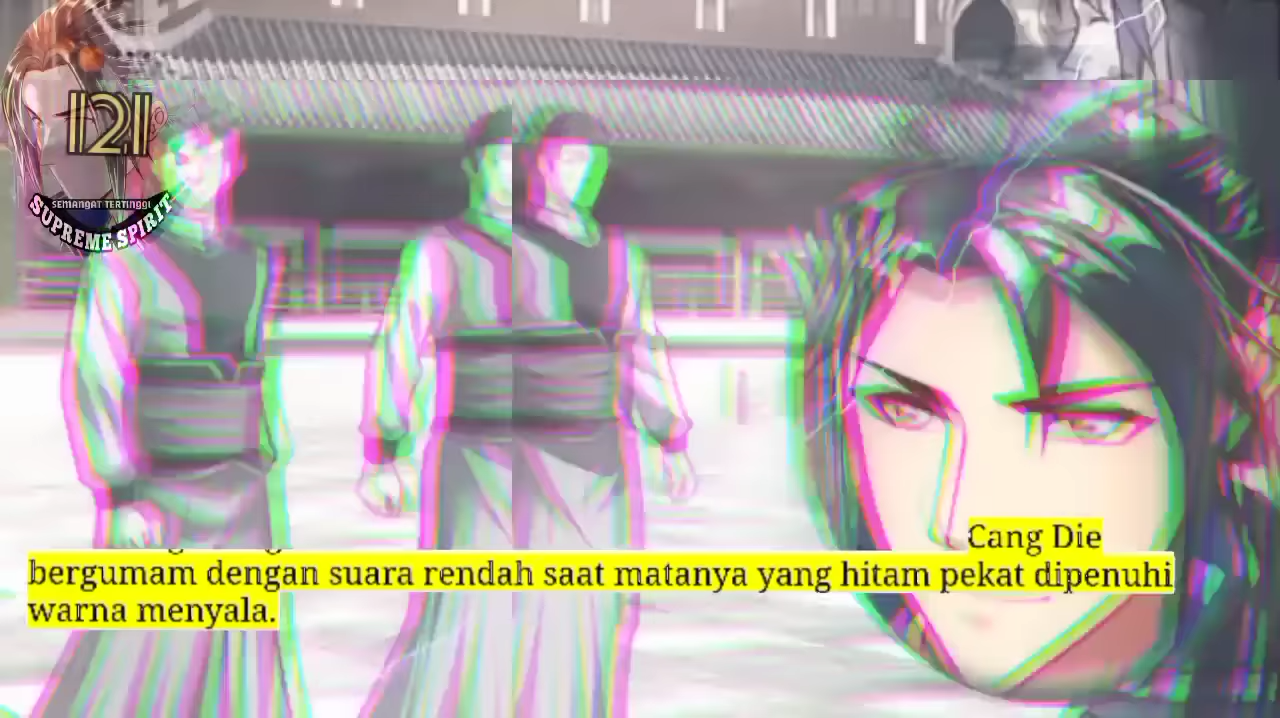 121
SEMANGAT TERTINGGI
SUPREME SPIRIT
Cang Die
bergumam dengan suara rendah saat matanya yang hitam pekat dipenuhi
warna menyala.